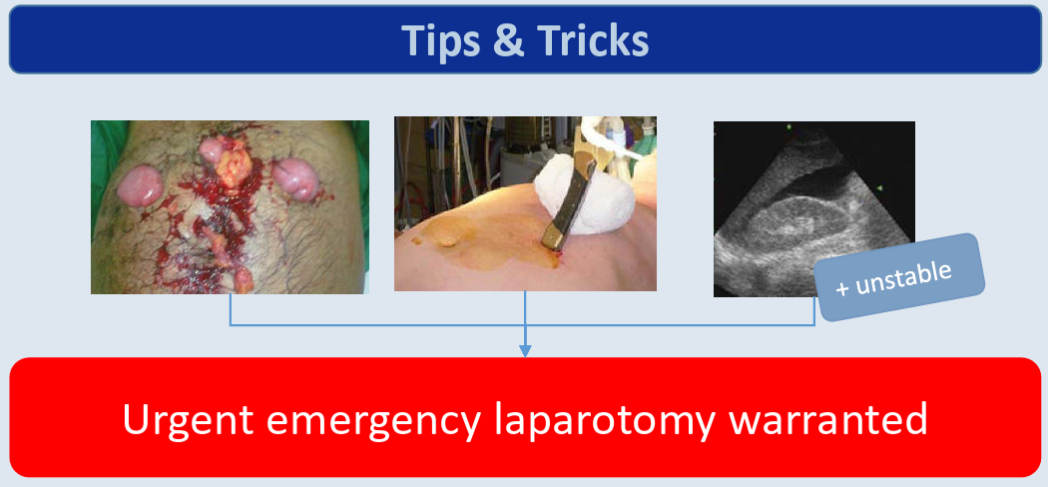 Tips & Tricks
+ unstable
Urgent emergency laparotomy warranted